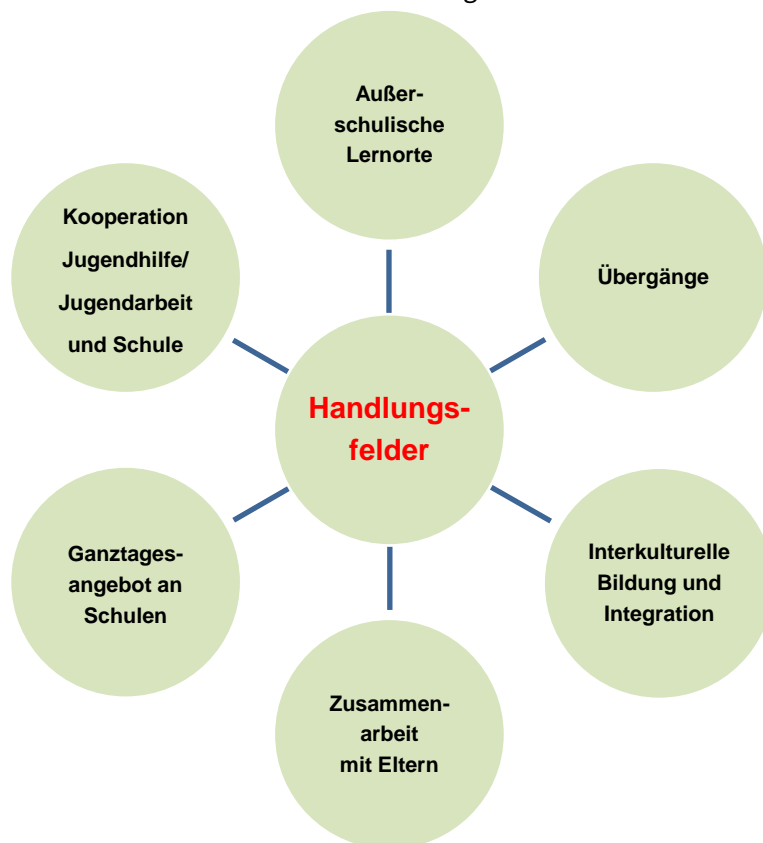 Außer-
schulische
Lernorte
Kooperation
Jugendhilfe/
Jugendarbeit
und Schule
Übergänge
Handlungs-
felder
Ganztages-
angebot an
Schulen
Interkulturelle
Bildung und
Integration
Zusammen-
arbeit
mit Eltern